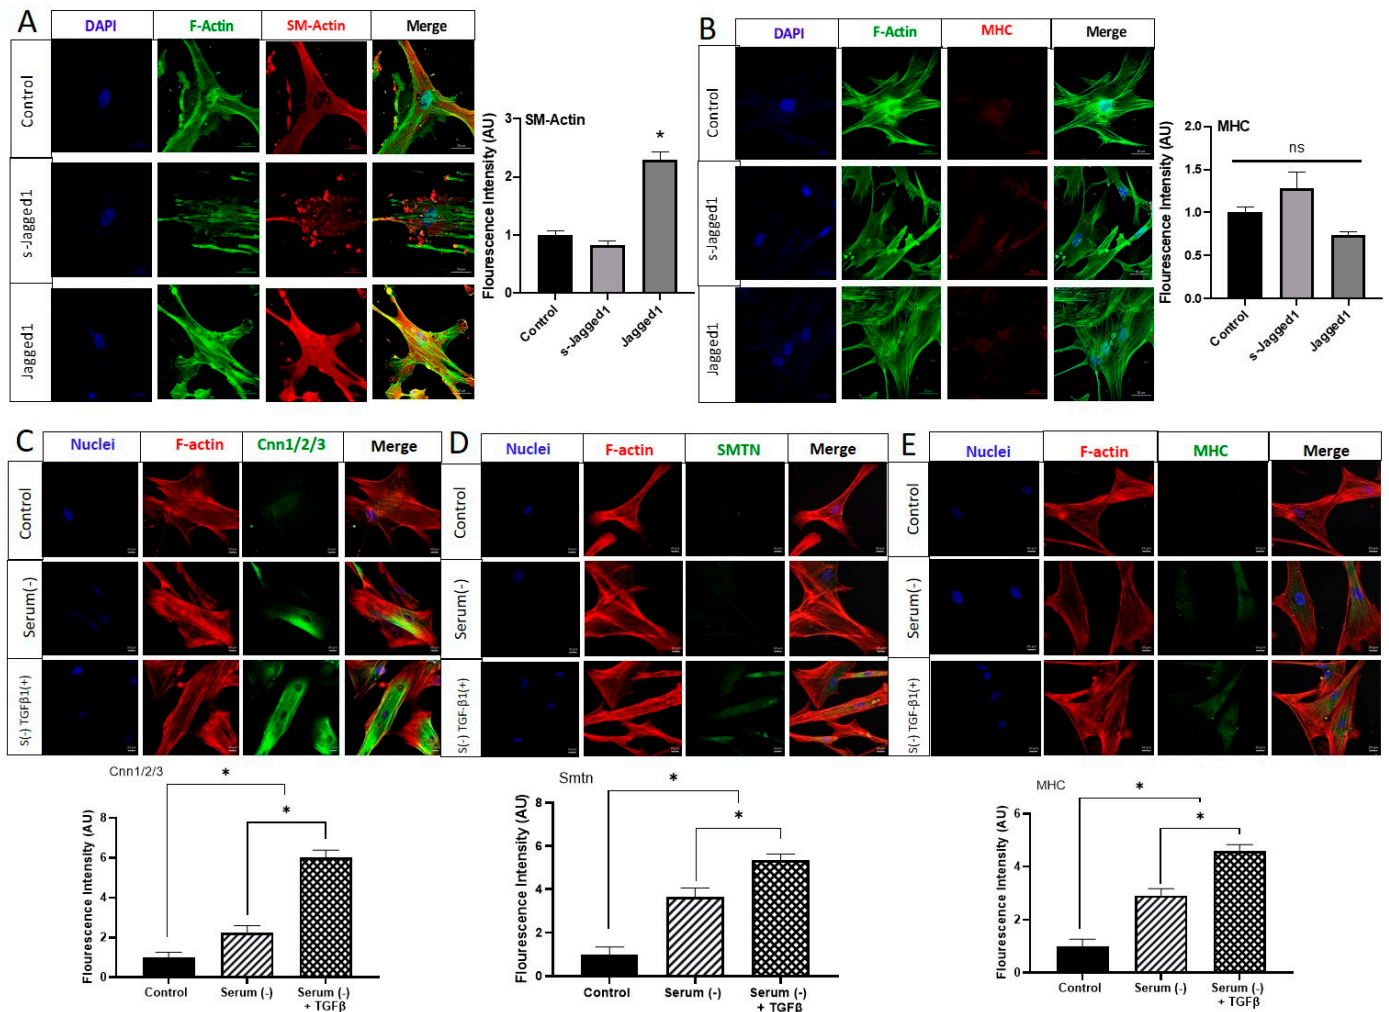 A
DAPI F-Actin SM-Actin Merge
Control
s-Jagged1
Jagged1
SM-Actin
Flourescence Intensity (AU)
3
2
1
0
*
Control s-Jagged1 Jagged1
B
DAPI F-Actin MHC Merge
Control
s-Jagged1
Jagged1
MHC
Flourescence Intensity (AU)
2.0
1.5
1.0
0.5
0.0
ns
Control s-Jagged1 Jagged1
C
Nuclei F-actin Cnn1/2/3 Merge
Control
Serum(-)
S(-) TGFβ1(+)
Cnn1/2/3
Flourescence Intensity (AU)
8
6
4
2
0
*
*
Control Serum (-) Serum (-)
+ TGFβ
D
Nuclei F-actin SMTN Merge
Control
Serum(-)
S(-) TGF-β1(+)
Smtn
Fluorescence Intensity (AU)
8
6
4
2
0
*
*
Control Serum (-) Serum (-)
+ TGFβ
E
Nuclei F-actin MHC Merge
Control
Serum(-)
S(-) TGF-β1(+)
MHC
Flourescence Intensity (AU)
6
4
2
0
*
*
Control Serum (-) Serum (-)
+ TGFβ